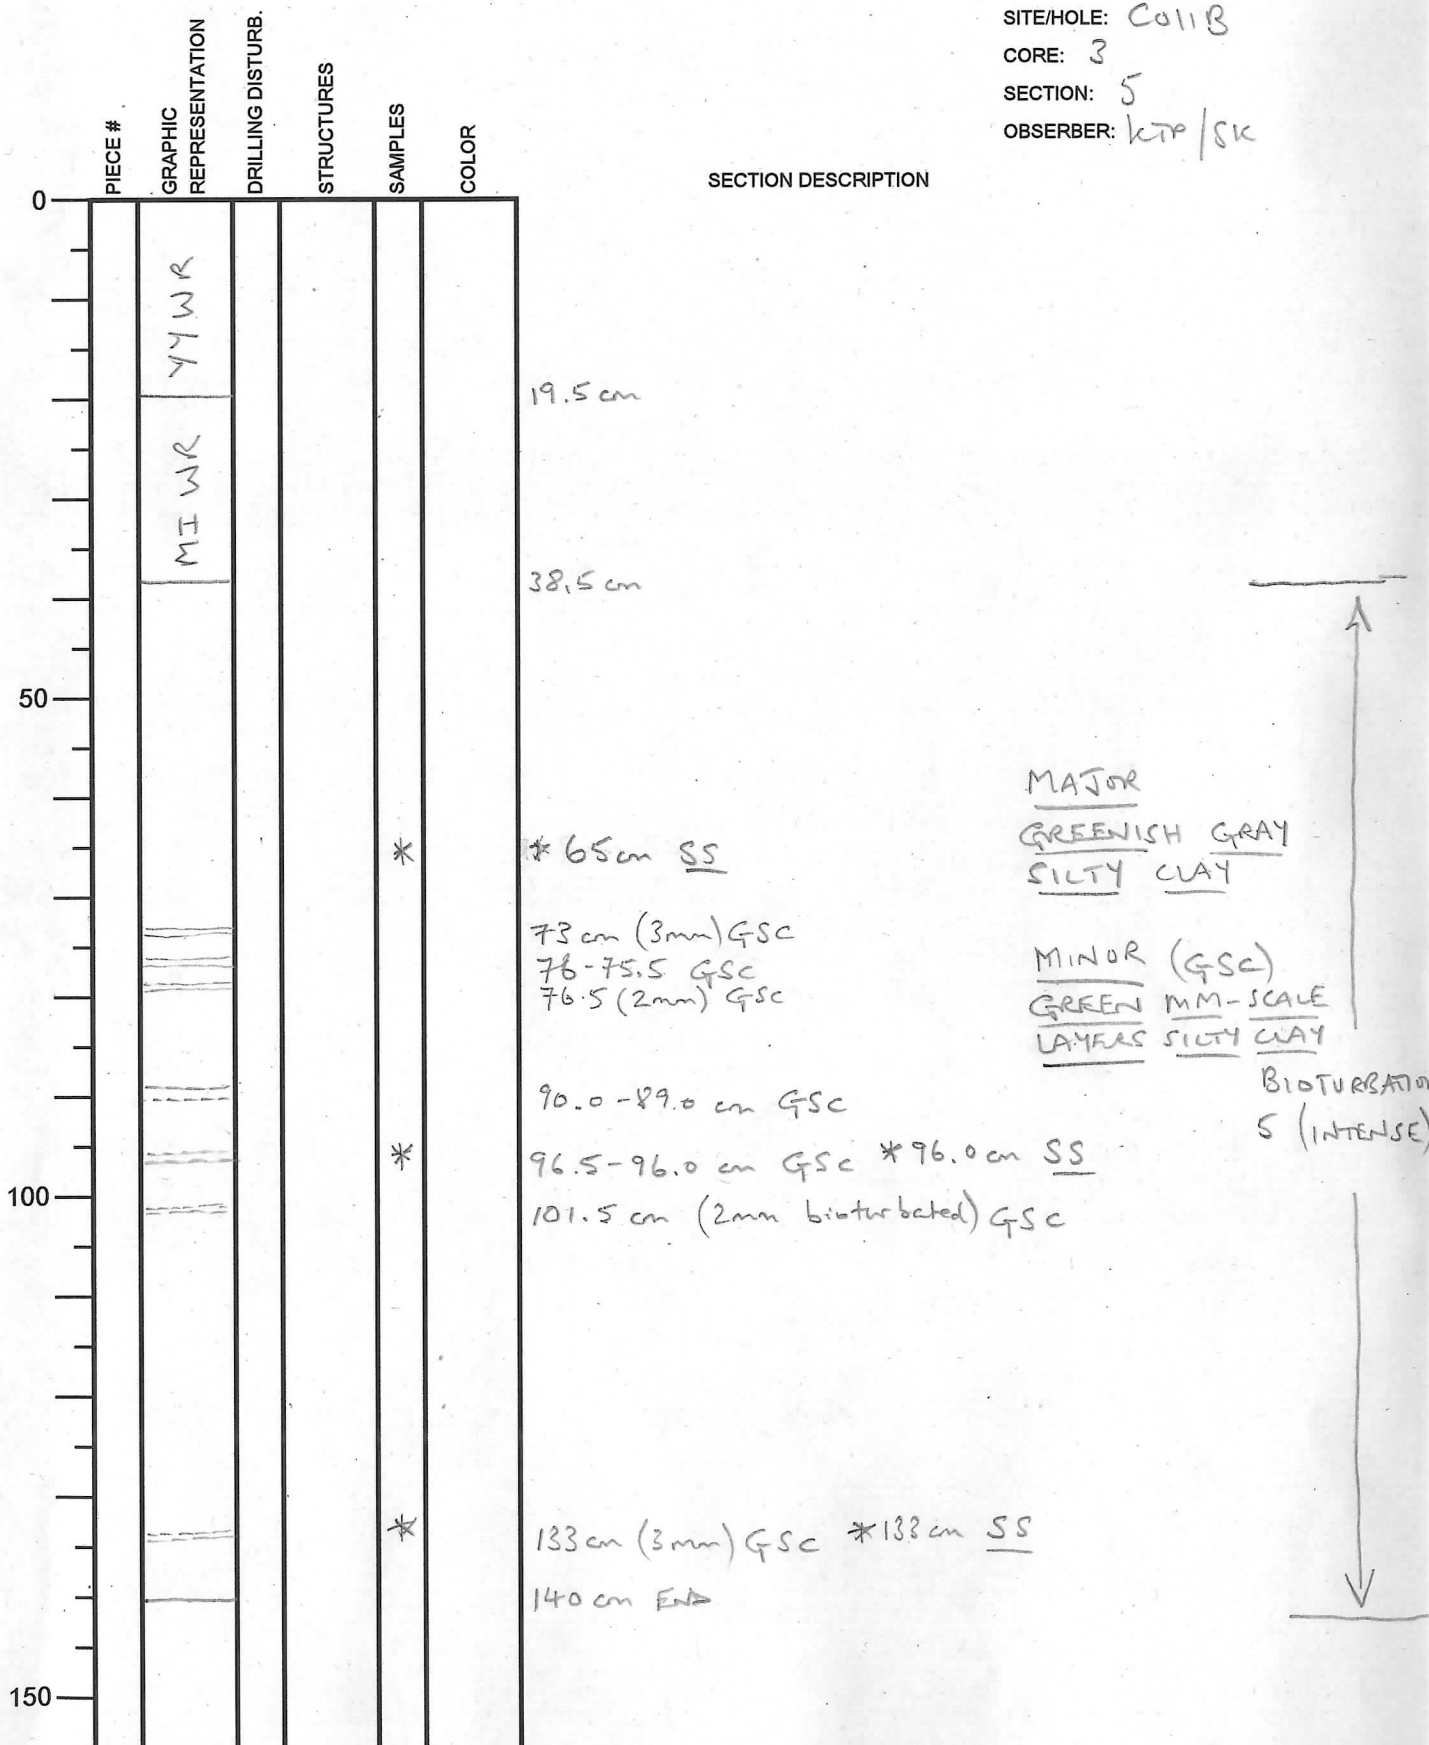 SITE/HOLE: C011B
CORE: 3
SECTION: 5
OBSERBER: KTP/SK
PIECE #
GRAPHIC
REPRESENTATION
DRILLING DISTURB.
STRUCTURES
SAMPLES
COLOR
SECTION DESCRIPTION
0
YYWR
19.5 cm
MIWR
38.5 cm
50
MAJOR
GREENISH GRAY
SILTY CLAY
* * 65 cm SS
73 cm (3mm) GSC
76-75.5 GSC
76.5 (2mm) GSC
MINOR (GSC)
GREEN MM-SCALE
LAYERS SILTY CLAY
BIOTURBATION
5 (INTENSE)
90.0-89.0 cm GSC
* 96.5-96.0 cm GSC * 96.0 cm SS
100
101.5 cm (2mm bioturbated) GSC
* 133 cm (3mm) GSC * 133 cm SS
140 cm END
150